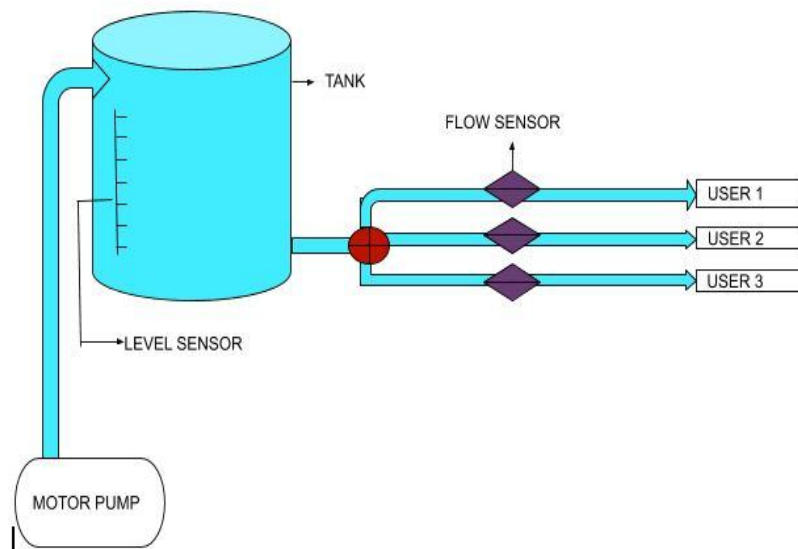 TANK
FLOW SENSOR
USER 1
USER 2
USER 3
LEVEL SENSOR
MOTOR PUMP